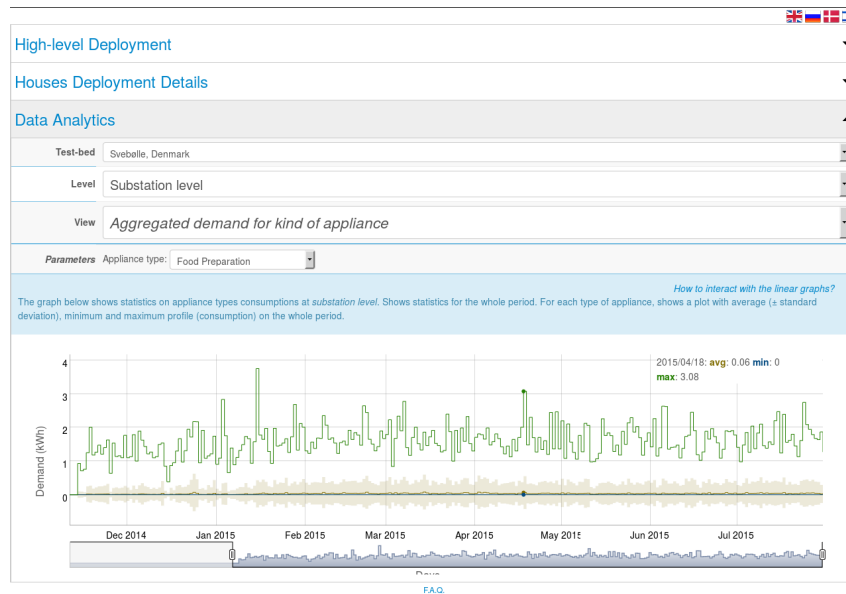 High-level Deployment
Houses Deployment Details
Data Analytics
Test-bed Svebølle, Denmark
Level Substation level
View Aggregated demand for kind of appliance
Parameters Appliance type: Food Preparation
How to interact with the linear graphs?
The graph below shows statistics on appliance types consumptions at substation level. Shows statistics for the whole period. For each type of appliance, shows a plot with average (± standard
deviation), minimum and maximum profile (consumption) on the whole period.
2015/04/18: avg: 0.06 min: 0
max: 3.08
4
3
2
1
0
Demand (kWh)
Dec 2014 Jan 2015 Feb 2015 Mar 2015 Apr 2015 May 2015 Jun 2015 Jul 2015
Days
F.A.Q.